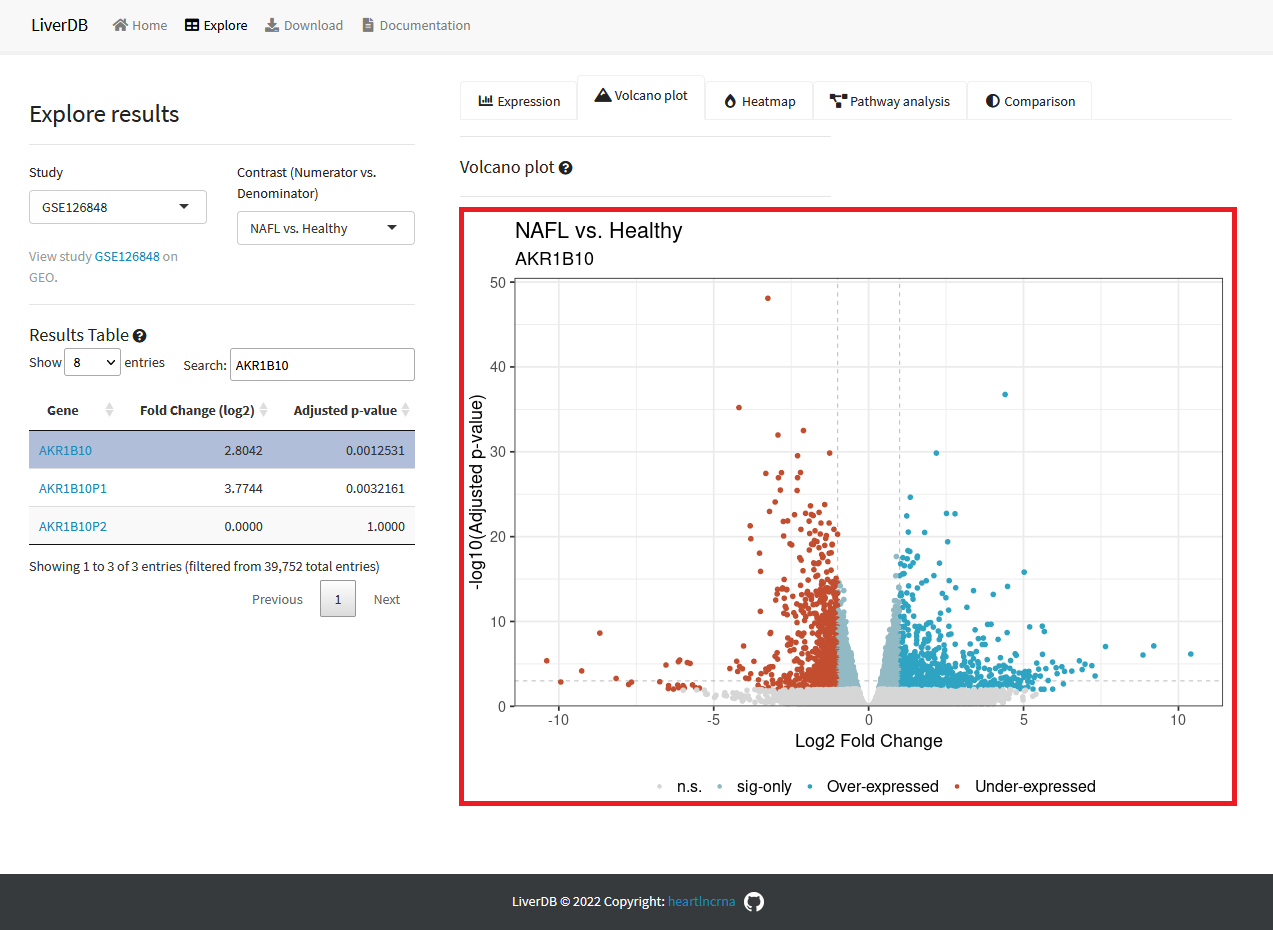 LiverDB Home Explore Download Documentation
Explore results
Study
GSE126848
View study GSE126848 on
GEO.
Contrast (Numerator vs.
Denominator)
NAFL vs. Healthy
Results Table
Show 8 entries Search: AKR1B10
Gene Fold Change (log2) Adjusted p-value
AKR1B10 2.8042 0.0012531
AKR1B10P1 3.7744 0.0032161
AKR1B10P2 0.0000 1.0000
Showing 1 to 3 of 3 entries (filtered from 39,752 total entries)
Previous 1 Next
Expression Volcano plot Heatmap Pathway analysis Comparison
Volcano plot
NAFL vs. Healthy
AKR1B10
-log10(Adjusted p-value)
50
40
30
20
10
0
-10 -5 0 5 10
Log2 Fold Change
n.s. sig-only Over-expressed Under-expressed
LiverDB © 2022 Copyright: heartlncrna